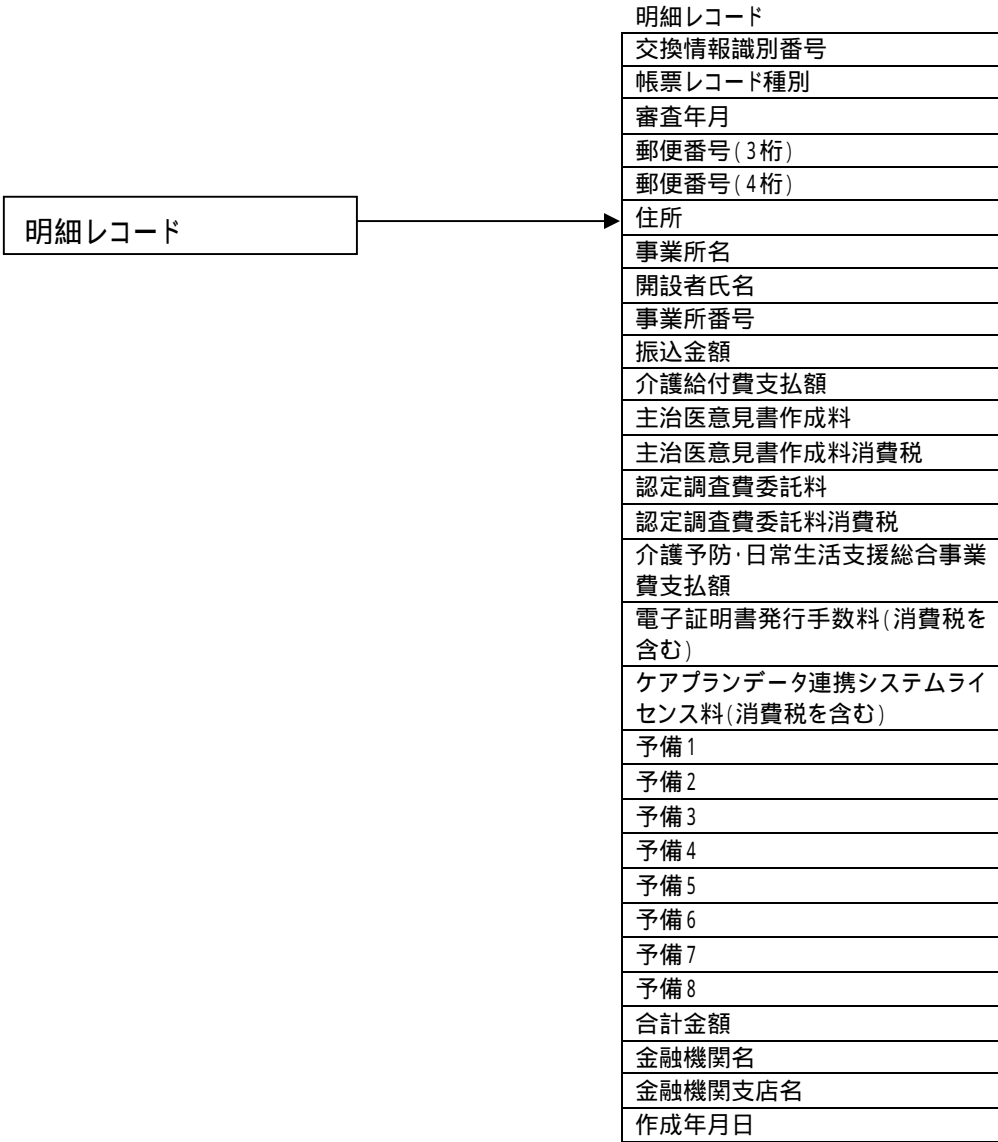 明細レコード
明細レコード
交換情報識別番号
帳票レコード種別
審査年月
郵便番号(3桁)
郵便番号(4桁)
住所
事業所名
開設者氏名
事業所番号
振込金額
介護給付費支払額
主治医意見書作成料
主治医意見書作成料消費税
認定調査費委託料
認定調査費委託料消費税
介護予防・日常生活支援総合事業
費支払額
電子証明書発行手数料(消費税を
含む)
ケアプランデータ連携システムライ
センス料(消費税を含む)
予備1
予備2
予備3
予備4
予備5
予備6
予備7
予備8
合計金額
金融機関名
金融機関支店名
作成年月日